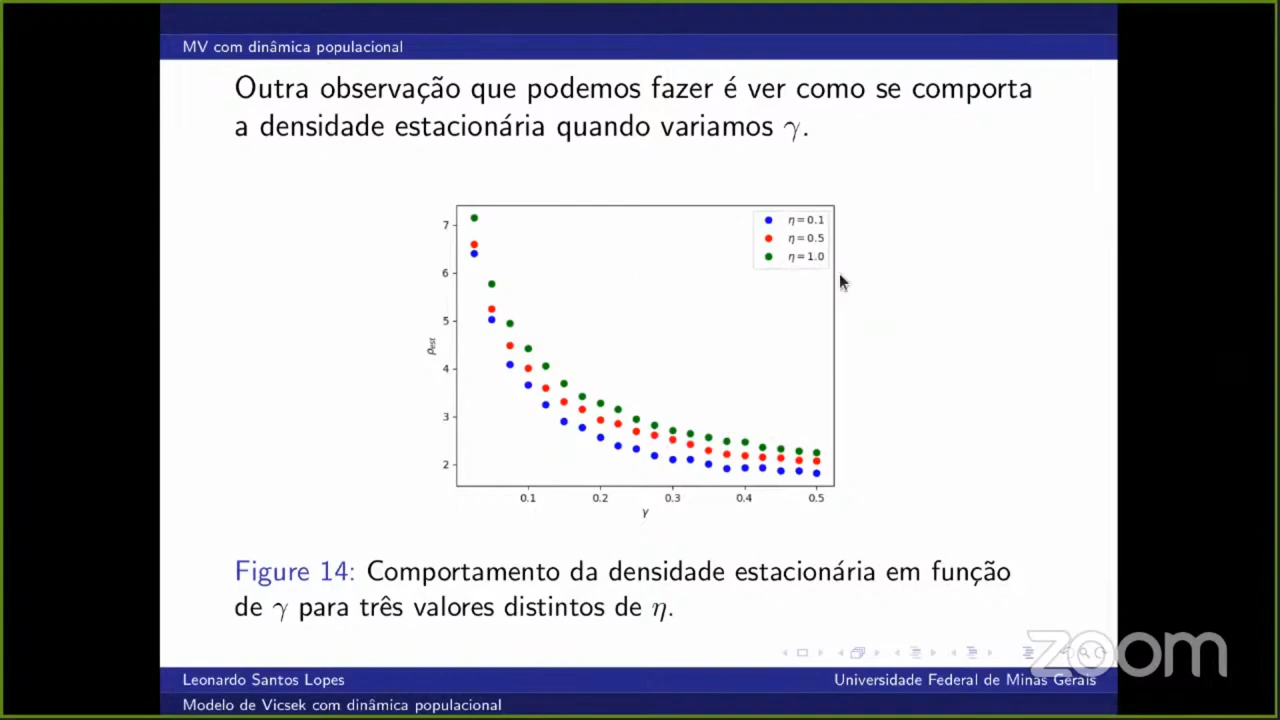 MV com dinâmica populacional
Outra observação que podemos fazer é ver como se comporta
a densidade estacionária quando variamos γ.
7
6
5
4
3
2
ρest
η = 0.1
η = 0.5
η = 1.0
0.1 0.2 0.3 0.4 0.5
γ
Figure 14: Comportamento da densidade estacionária em função
de γ para três valores distintos de η.
zoom
Leonardo Santos Lopes Universidade Federal de Minas Gerais
Modelo de Vicsek com dinâmica populacional